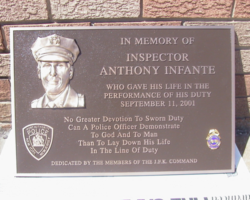 IN MEMORY OF
INSPECTOR
ANTHONY INFANTE
WHO GAVE HIS LIFE IN THE
PERFORMANCE OF HIS DUTY
SEPTEMBER 11, 2001
No Greater Devotion To Sworn Duty
Can A Police Officer Demonstrate
To God And To Man
Than To Lay Down His Life
In The Line Of Duty
POLICE
DEDICATED BY THE MEMBERS OF THE J.F.K. COMMAND